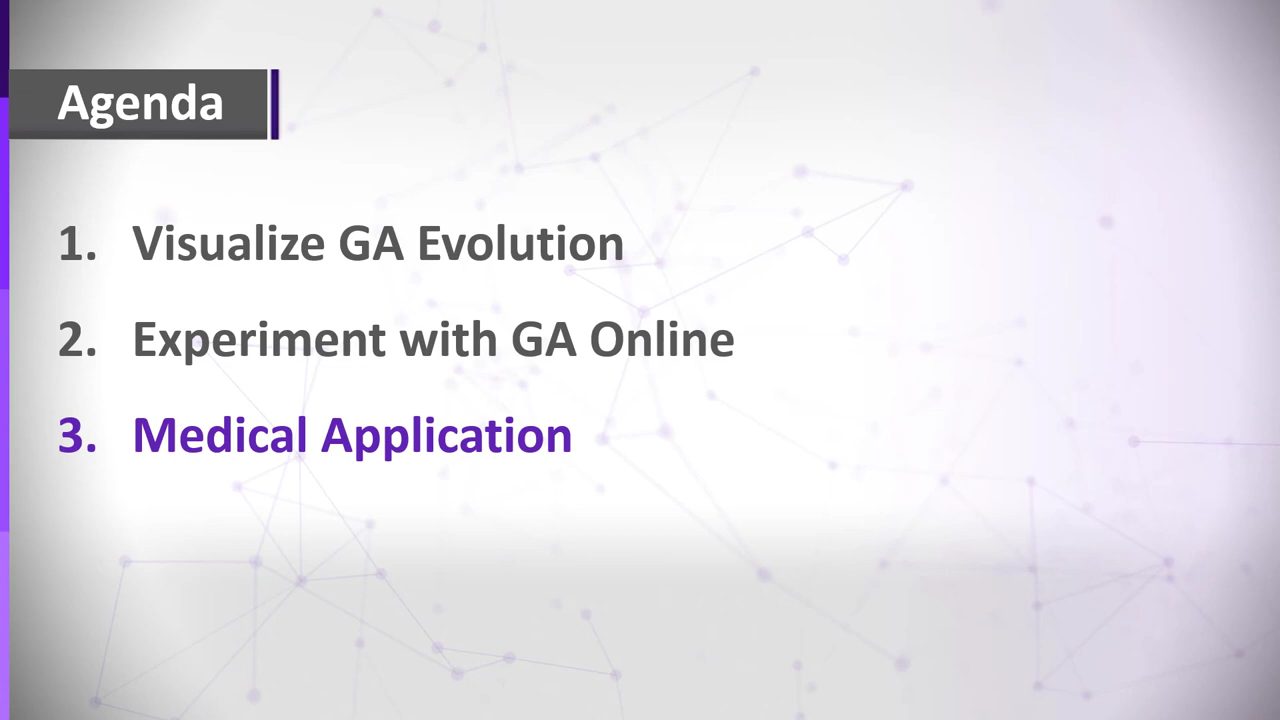 Agenda
1. Visualize GA Evolution
2. Experiment with GA Online
3. Medical Application